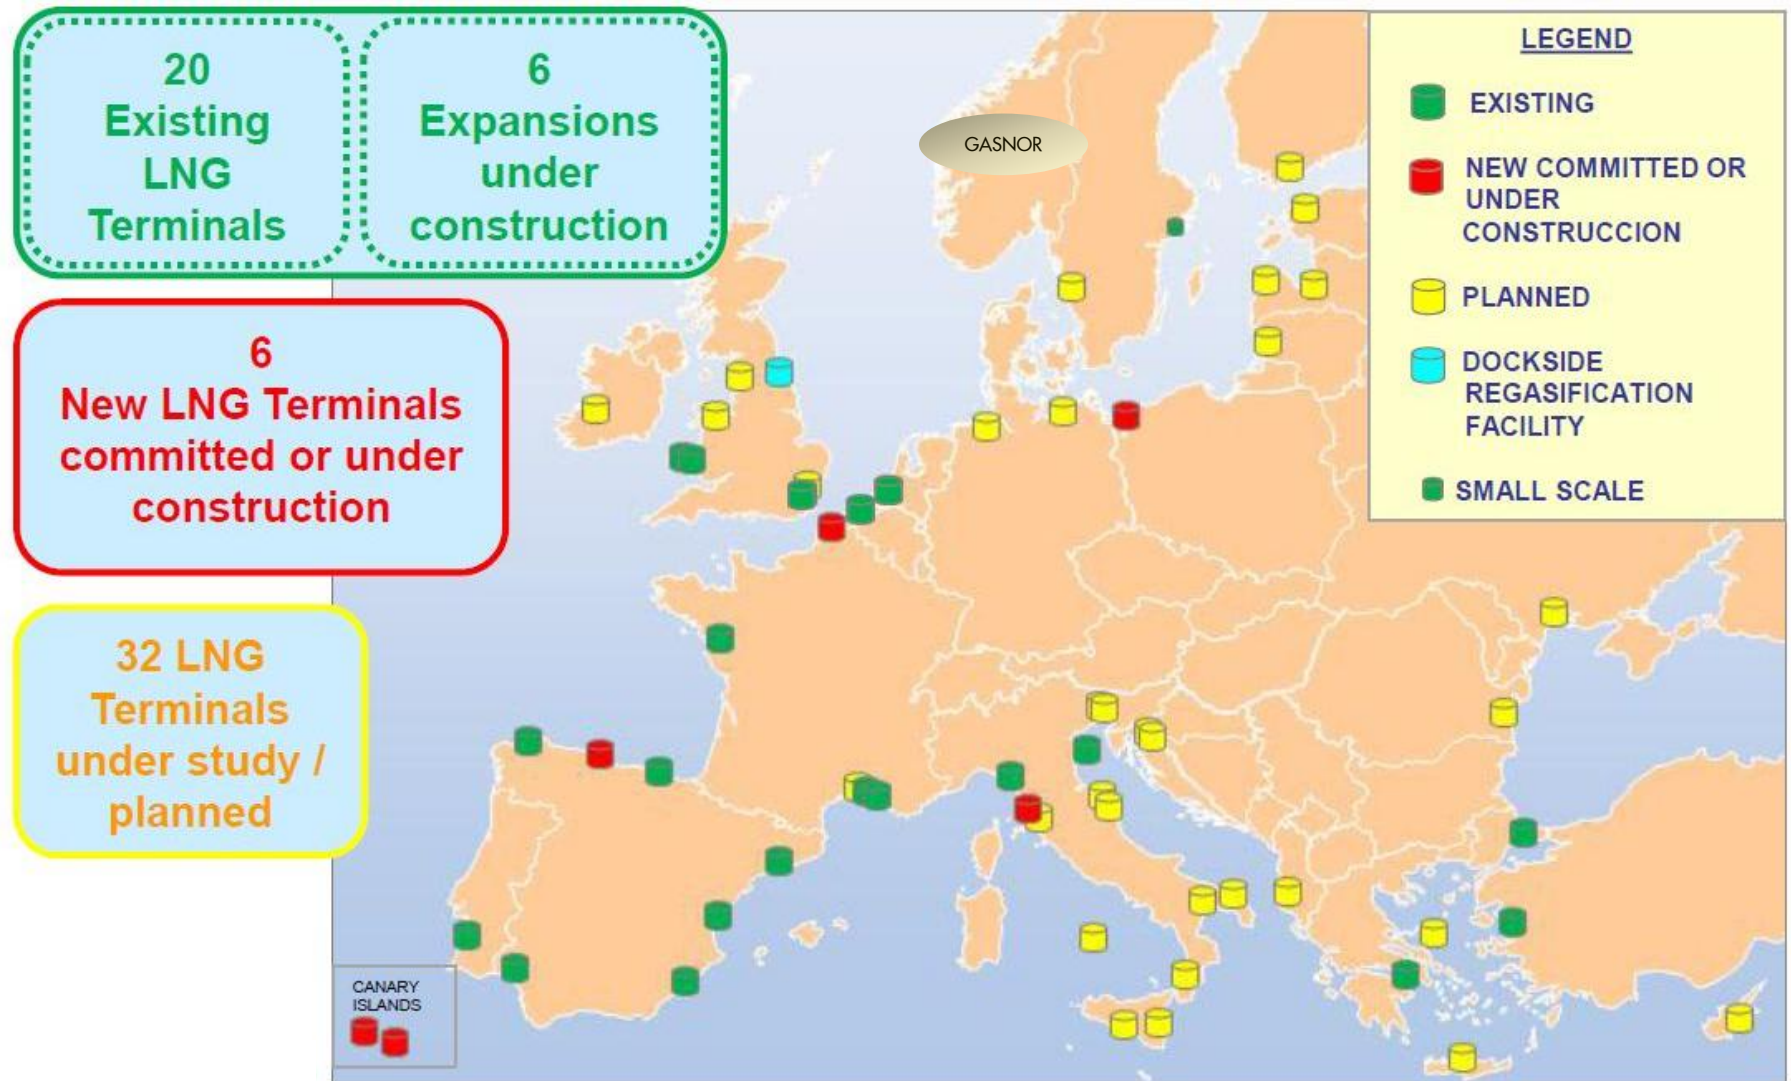 20
Existing
LNG
Terminals
6
Expansions
under
construction
6
New LNG Terminals
committed or under
construction
32 LNG
Terminals
under study /
planned
GASNOR
CANARY
ISLANDS
LEGEND
EXISTING
NEW COMMITTED OR
UNDER
CONSTRUCCION
PLANNED
DOCKSIDE
REGASIFICATION
FACILITY
SMALL SCALE